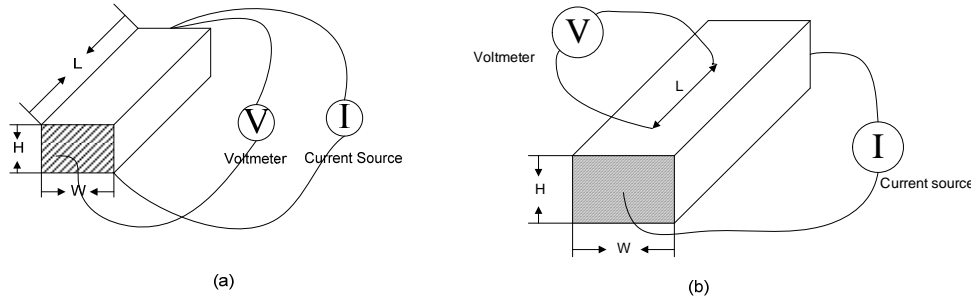 L
H
W
V
Voltmeter
I
Current Source
(a)
V
Voltmeter
L
H
W
I
Current source
(b)